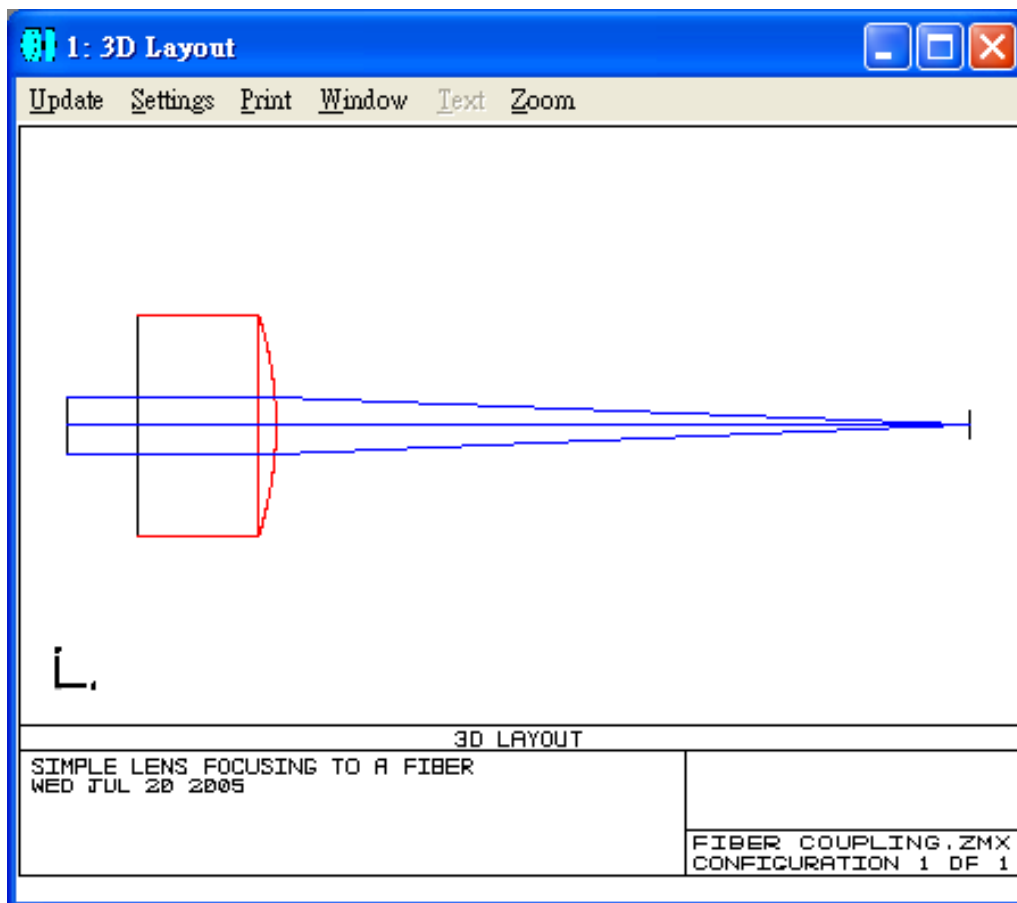 1: 3D Layout
Update Settings Print Window Text Zoom
3D LAYOUT
SIMPLE LENS FOCUSING TO A FIBER
WED JUL 20 2005
FIBER COUPLING.ZMX
CONFIGURATION 1 OF 1